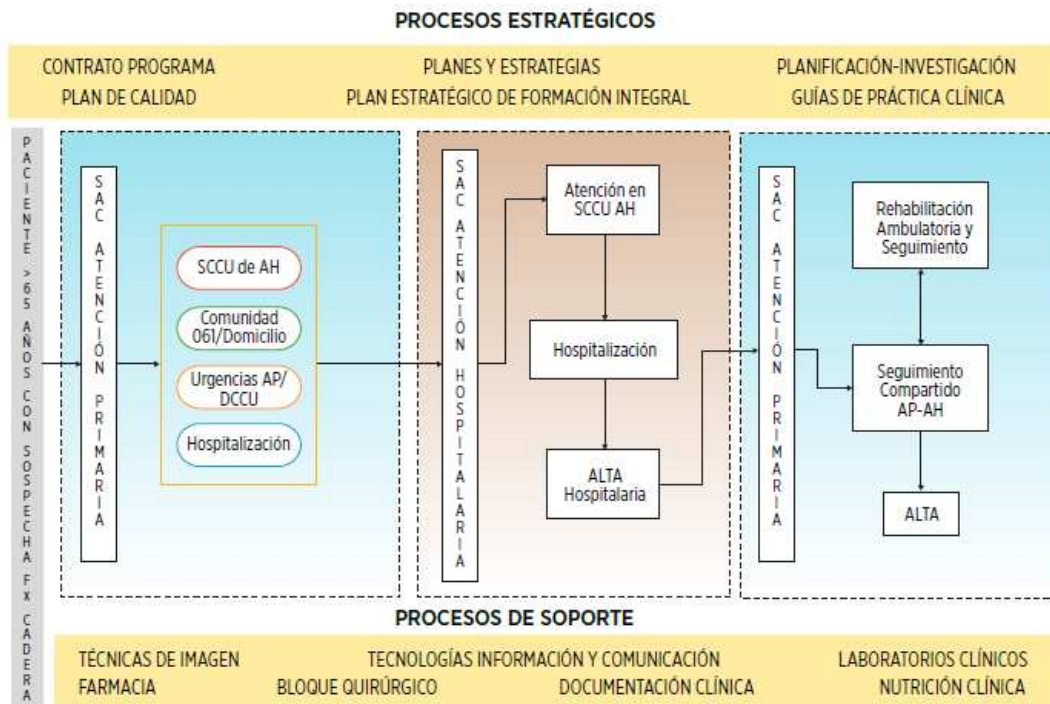 PROCESOS ESTRATÉGICOS
CONTRATO PROGRAMA
PLANES Y ESTRATEGIAS
PLANIFICACIÓN-INVESTIGACIÓN
PLAN DE CALIDAD
PLAN ESTRATÉGICO DE FORMACIÓN INTEGRAL
GUÍAS DE PRÁCTICA CLÍNICA
PACIENTE >65 AÑOS CON SOSPECHA FX CADERA
SAC ATENCIÓN PRIMARIA
SCCU de AH
Comunidad
061/Domicilio
Urgencias AP/
DCCU
Hospitalización
SAC ATENCIÓN HOSPITALARIA
Atención en
SCCU AH
Hospitalización
ALTA
Hospitalaria
SAC ATENCIÓN PRIMARIA
Rehabilitación
Ambulatoria y
Seguimiento
Seguimiento
Compartido
AP-AH
ALTA
PROCESOS DE SOPORTE
TÉCNICAS DE IMAGEN
TECNOLOGÍAS INFORMACIÓN Y COMUNICACIÓN
LABORATORIOS CLÍNICOS
FARMACIA
BLOQUE QUIRÚRGICO
DOCUMENTACIÓN CLÍNICA
NUTRICIÓN CLÍNICA